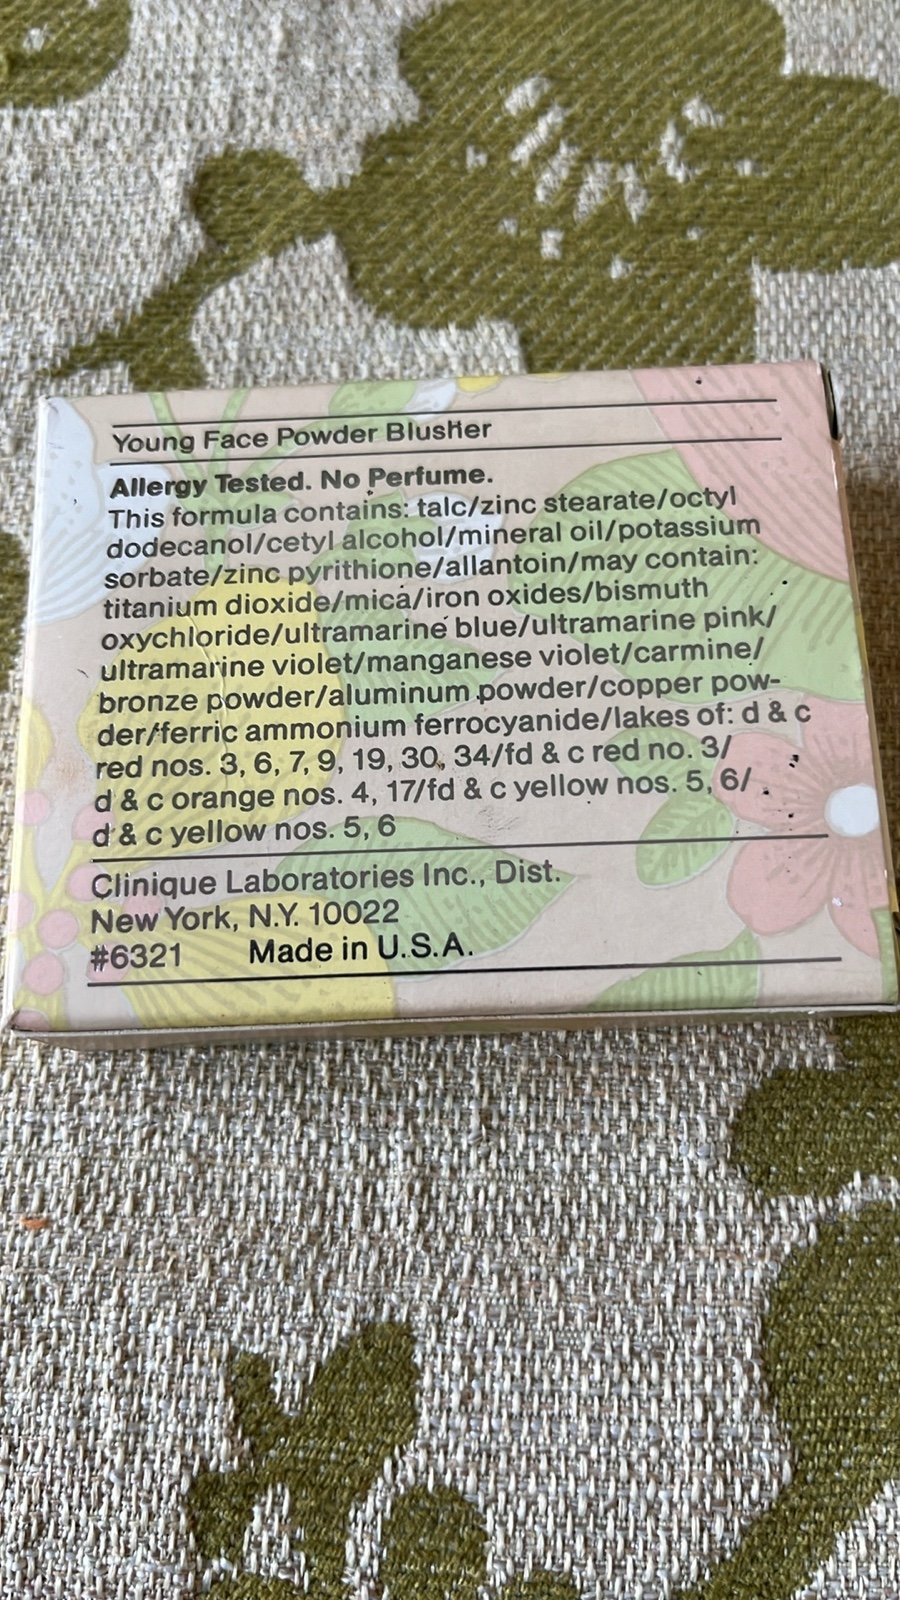 Young Face Powder Blusher
Allergy Tested. No Perfume.
This formula contains: talc/zinc stearate/octyl
dodecanol/cetyl alcohol/mineral oil/potassium
sorbate/zinc pyrithione/allantoin/may contain:
titanium dioxide/mica/iron oxides/bismuth
oxychloride/ultramarine blue/ultramarine pink/
ultramarine violet/manganese violet/carmine/
bronze powder/aluminum powder/copper pow-
der/ferric ammonium ferrocyanide/lakes of: d & c
red nos. 3, 6, 7, 9, 19, 30, 34/fd & c red no. 3/
d & c orange nos. 4, 17/fd & c yellow nos. 5, 6/
d & c yellow nos. 5, 6
Clinique Laboratories Inc., Dist.
New York, N.Y. 10022
#6321 Made in U.S.A.